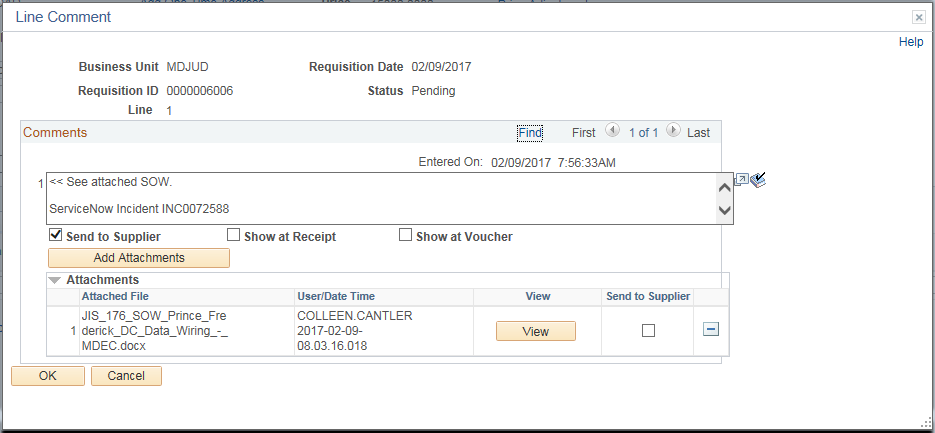 Line Comment
Help
Business Unit MDJUD Requisition Date 02/09/2017
Requisition ID 0000006006 Status Pending
Line 1
Comments Find First 1 of 1 Last
Entered On: 02/09/2017 7:56:33AM
1 << See attached SOW.
ServiceNow Incident INC0072588
Send to Supplier Show at Receipt Show at Voucher
Add Attachments
Attachments
Attached File User/Date Time View Send to Supplier
JIS_176_SOW_Prince_Fre COLLEEN.CANTLER
1 derick_DC_Data_Wiring_-_ 2017-02-09- View
MDEC.docx 08.03.16.018
OK Cancel